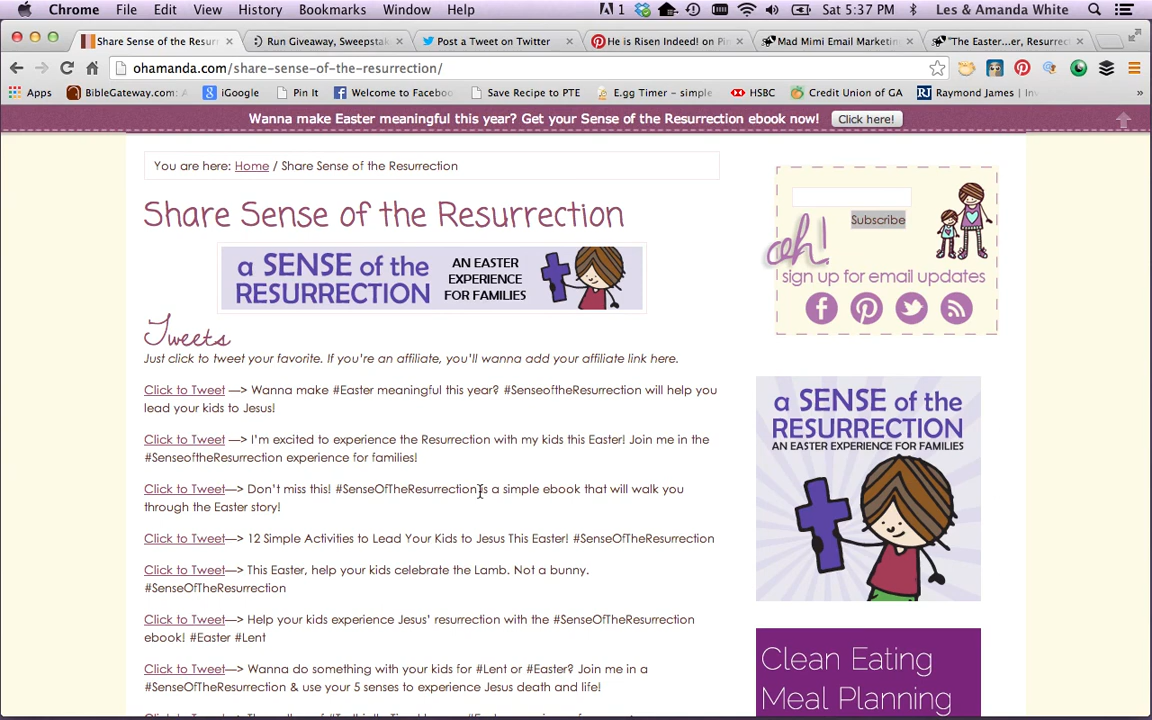 Chrome File Edit View History Bookmarks Window Help
1 Sat 5:37 PM Les & Amanda White
Share Sense of the Resurr
Run Giveaway, Sweepstak
Post a Tweet on Twitter
He is Risen Indeed! on Pi
Mad Mimi Email Marketin
"The Easter...er, Resurrec
ohamanda.com/share-sense-of-the-resurrection/
Apps BibleGateway.com: iGoogle Pin It Welcome to Facebo Save Recipe to PTE E.gg Timer - simple HSBC Credit Union of GA Raymond James | In »
Wanna make Easter meaningful this year? Get your Sense of the Resurrection ebook now! Click here!
You are here: Home / Share Sense of the Resurrection
Share Sense of the Resurrection
a SENSE of the
RESURRECTION
AN EASTER
EXPERIENCE
FOR FAMILIES
Tweets
Just click to tweet your favorite. If you're an affiliate, you'll wanna add your affiliate link here.
Click to Tweet —> Wanna make #Easter meaningful this year? #SenseoftheResurrection will help you
lead your kids to Jesus!
Click to Tweet —> I'm excited to experience the Resurrection with my kids this Easter! Join me in the
#SenseoftheResurrection experience for families!
Click to Tweet—> Don't miss this! #SenseOfTheResurrection is a simple ebook that will walk you
through the Easter story!
Click to Tweet—> 12 Simple Activities to Lead Your Kids to Jesus This Easter! #SenseOfTheResurrection
Click to Tweet—> This Easter, help your kids celebrate the Lamb. Not a bunny.
#SenseOfTheResurrection
Click to Tweet—> Help your kids experience Jesus' resurrection with the #SenseOfTheResurrection
ebook! #Easter #Lent
Click to Tweet—> Wanna do something with your kids for #Lent or #Easter? Join me in a
#SenseOfTheResurrection & use your 5 senses to experience Jesus death and life!
Subscribe
oh!
sign up for email updates
a SENSE of the
RESURRECTION
AN EASTER EXPERIENCE FOR FAMILIES
Clean Eating
Meal Planning